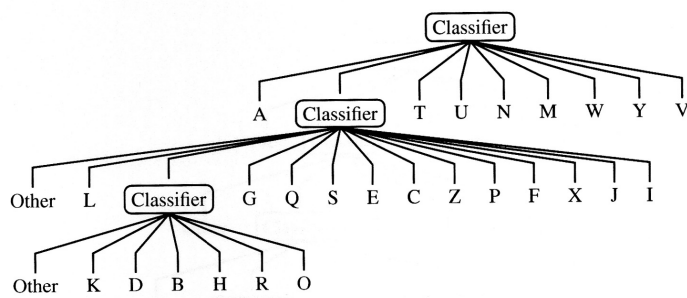 Classifier
A Classifier T U N M W Y V
Other L Classifier G Q S E C Z P F X J I
Other K D B H R O